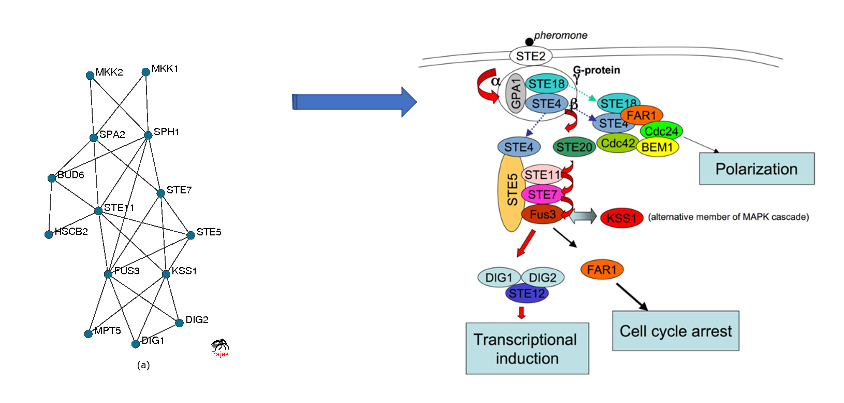 MKK2
MKK1
SPA2
SPH1
BUD6
STE7
STE11
HSCB2
STE5
FUS3
KSS1
MPT5
DIG2
DIG1
(a)
pheromone
STE2
G-protein
α
γ
GPA1
STE18
STE4
β
STE18
STE4
FAR1
Cdc24
Cdc42
BEM1
Polarization
STE4
STE20
STE5
STE11
STE7
Fus3
KSS1
(alternative member of MAPK cascade)
DIG1
DIG2
STE12
FAR1
Transcriptional
induction
Cell cycle arrest